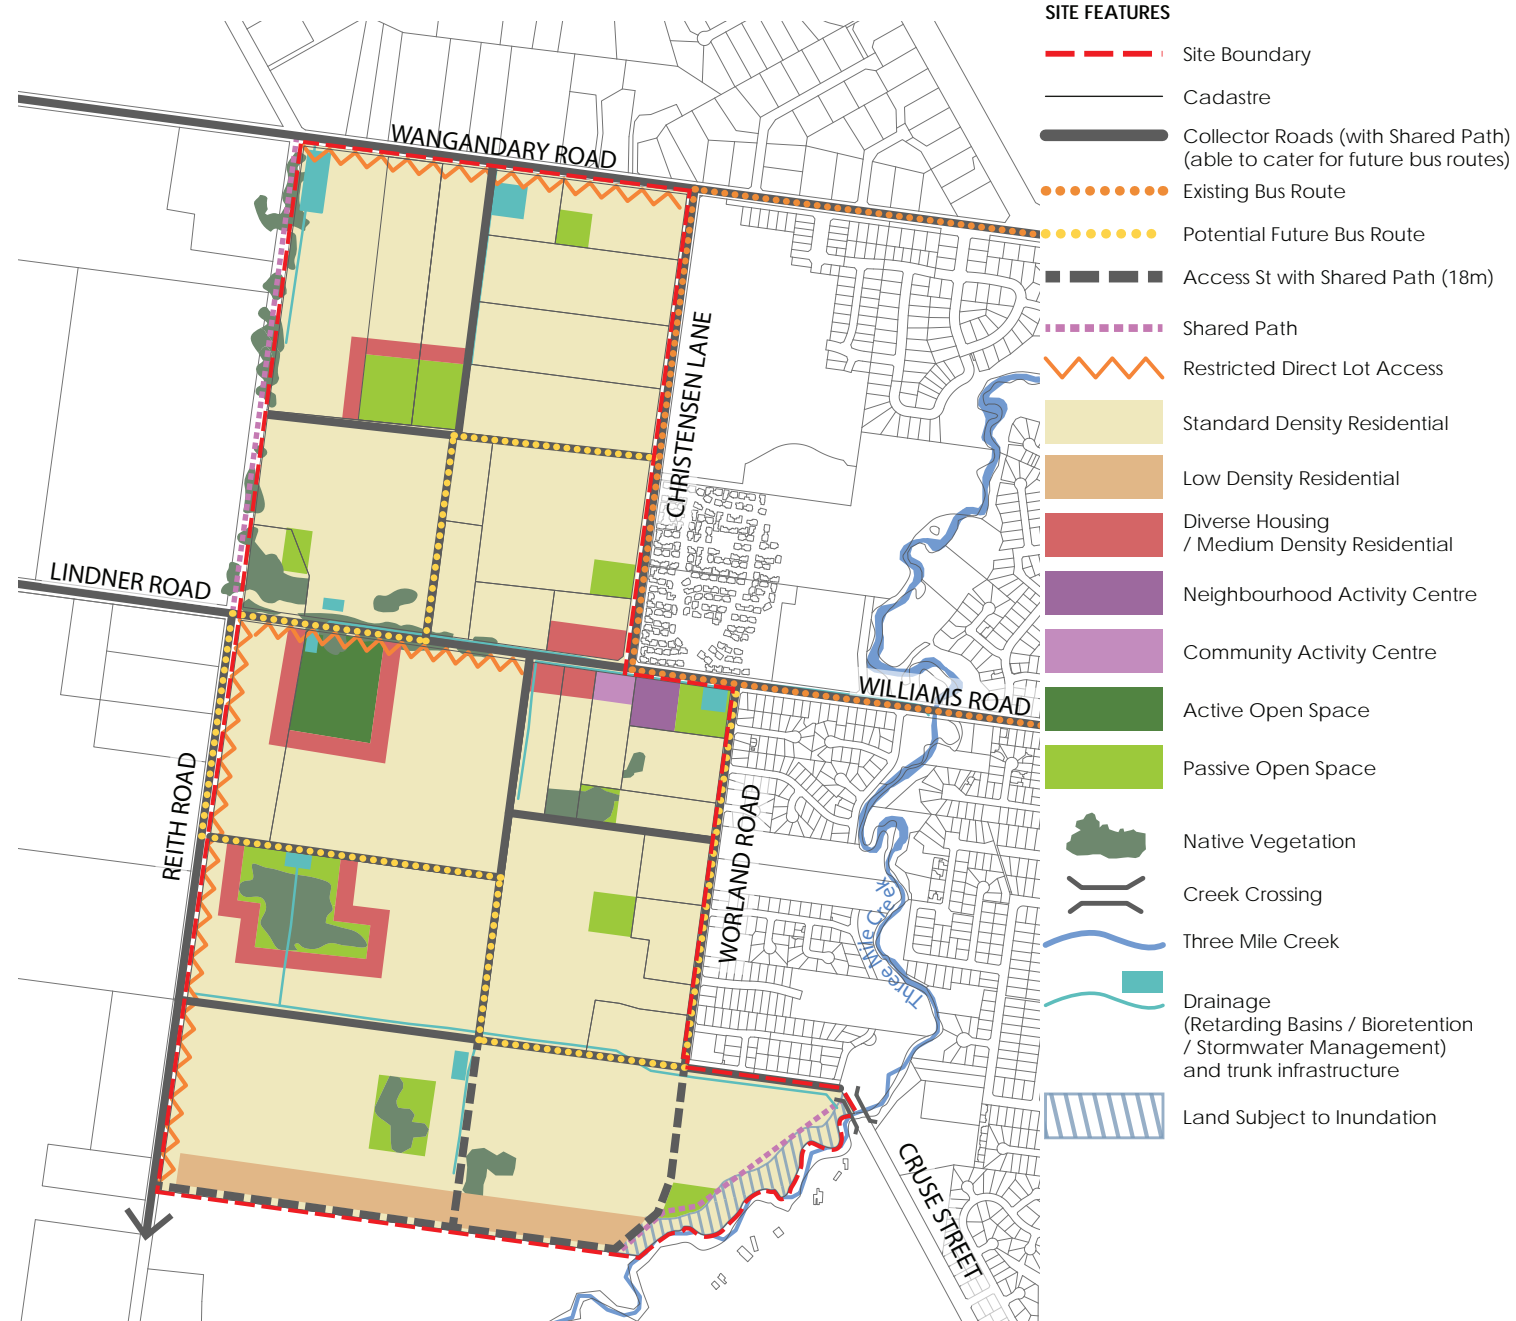 SITE FEATURES
Site Boundary
Cadastre
Collector Roads (with Shared Path)
(able to cater for future bus routes)
Existing Bus Route
Potential Future Bus Route
Access St with Shared Path (18m)
Shared Path
Restricted Direct Lot Access
Standard Density Residential
Low Density Residential
Diverse Housing
/ Medium Density Residential
Neighbourhood Activity Centre
Community Activity Centre
Active Open Space
Passive Open Space
Native Vegetation
Creek Crossing
Three Mile Creek
Drainage
(Retarding Basins / Bioretention
/ Stormwater Management)
and trunk infrastructure
Land Subject to Inundation
WANGANDARY ROAD
CHRISTENSEN LANE
LINDNER ROAD
WILLIAMS ROAD
REITH ROAD
WORLAND ROAD
Three Mile Creek
CRUSE STREET